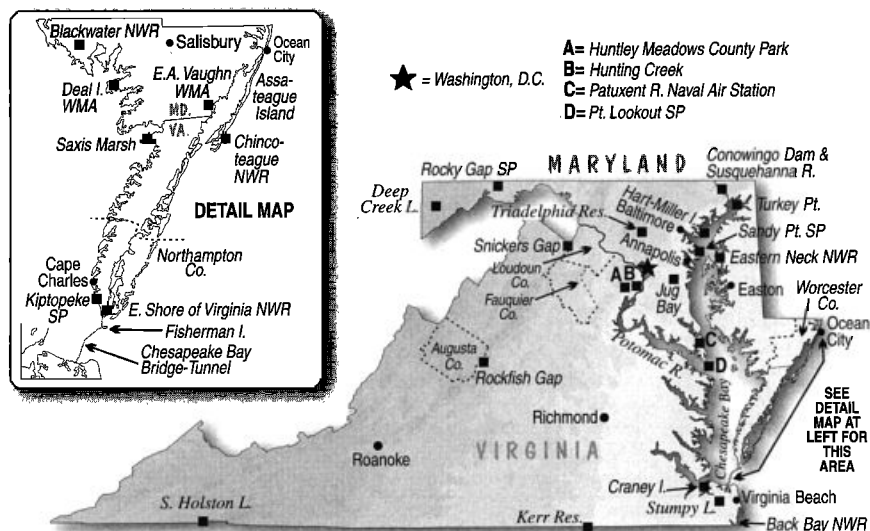 Blackwater NWR
Salisbury
Ocean
City
Deal I.
WMA
E.A. Vaughn
WMA
Assa-
teague
Island
MD.
VA.
Saxis Marsh
Chinco-
teague
NWR
DETAIL MAP
Northampton
Co.
Cape
Charles
Kiptopeke
SP
E. Shore of Virginia NWR
Fisherman I.
Chesapeake Bay
Bridge-Tunnel
= Washington, D.C.
A= Huntley Meadows County Park
B= Hunting Creek
C= Patuxent R. Naval Air Station
D= Pt. Lookout SP
MARYLAND
Rocky Gap SP
Conowingo Dam &
Susquehanna
R.
Deep
Creek L.
Hart-Miller I.
Baltimore
Turkey Pt.
Triadelphia Res.
Sandy Pt. SP
Snickers Gap
Annapolis
Eastern Neck NWR
Loudoun
Co.
AB
Fauquier
Co.
Jug
Bay
Easton
Worcester
Co.
Ocean
City
Augusta
Co.
Rockfish Gap
Potomac R.
C
D
Chesapeake Bay
SEE
DETAIL
MAP AT
LEFT FOR
THIS
AREA
Richmond
VIRGINIA
Roanoke
Craney I.
Stumpy L.
Virginia Beach
S. Holston L.
Kerr Res.
Back Bay NWR